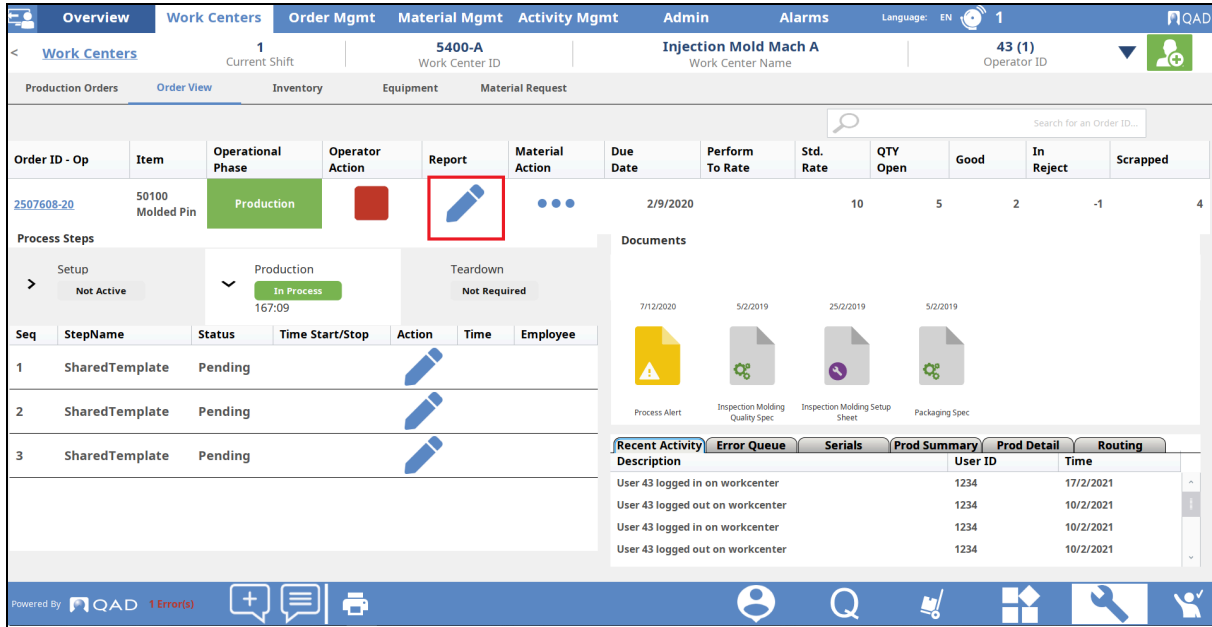 Overview Work Centers Order Mgmt Material Mgmt Activity Mgmt Admin Alarms Language: EN 1 QAD
< Work Centers 1 5400-A Injection Mold Mach A 43 (1)
Current Shift Work Center ID Work Center Name Operator ID
Production Orders Order View Inventory Equipment Material Request
Search for an Order ID...
Order ID - Op Item Operational Phase Operator Action Report Material Action Due Date Perform To Rate Std. Rate QTY Open Good In Reject Scrapped
2507608-20 50100 Molded Pin Production 2/9/2020 10 5 2 -1 4
Process Steps
Setup Production Teardown
Not Active In Process Not Required
167:09
Seq StepName Status Time Start/Stop Action Time Employee
1 SharedTemplate Pending
2 SharedTemplate Pending
3 SharedTemplate Pending
Documents
7/12/2020 5/2/2019 25/2/2019 5/2/2019
Process Alert Inspection Molding Quality Spec Inspection Molding Setup Sheet Packaging Spec
Recent Activity Error Queue Serials Prod Summary Prod Detail Routing
Description User ID Time
User 43 logged in on workcenter 1234 17/2/2021
User 43 logged out on workcenter 1234 10/2/2021
User 43 logged in on workcenter 1234 10/2/2021
User 43 logged out on workcenter 1234 10/2/2021
Powered By QAD 1 Error(s) Q